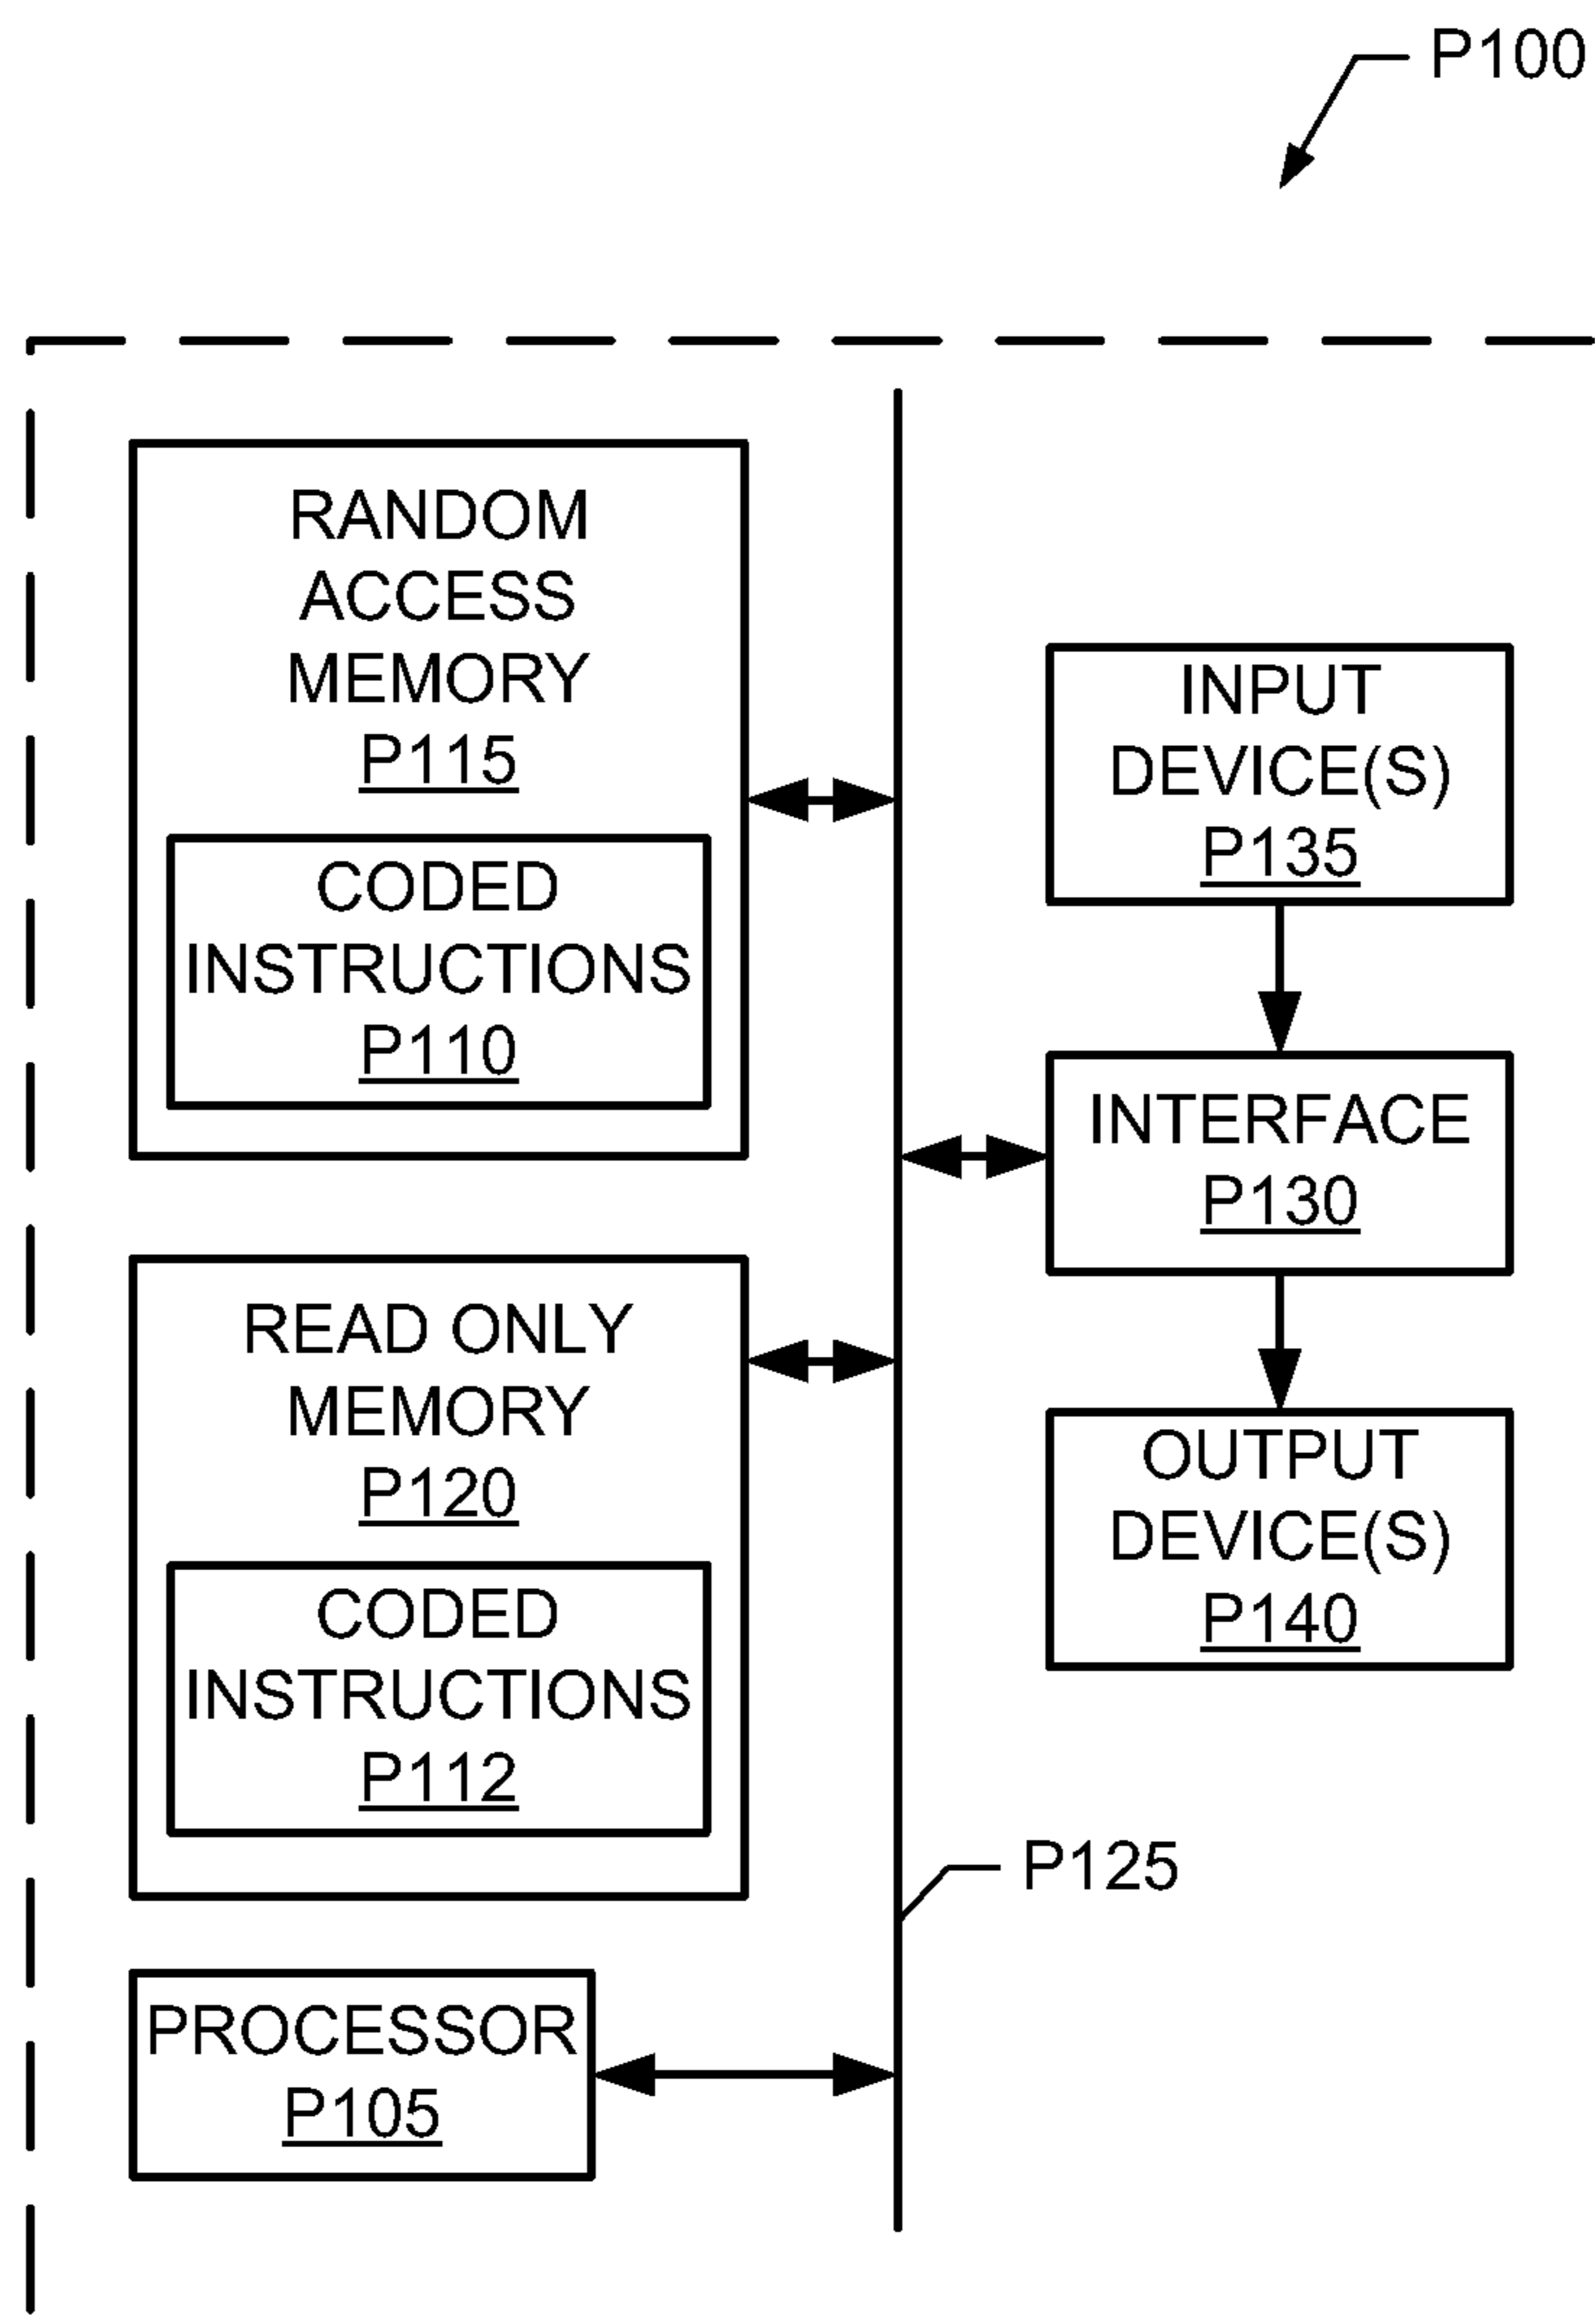 P100
RANDOM
ACCESS
MEMORY
P115
CODED
INSTRUCTIONS
P110
READ ONLY
MEMORY
P120
CODED
INSTRUCTIONS
P112
PROCESSOR
P105
INPUT
DEVICE(S)
P135
INTERFACE
P130
OUTPUT
DEVICE(S)
P140
P125